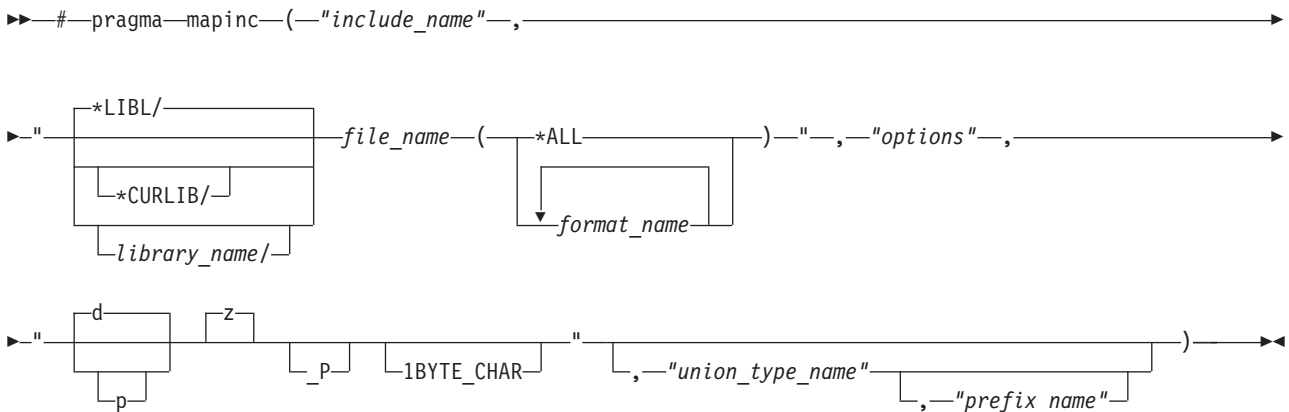 # pragma mapinc ( "include_name" ,
*LIBL/
" file_name ( *ALL ) " , "options" ,
*CURLIB/
format_name
library_name/
d z
" "
)
_P 1BYTE_CHAR , "union_type_name"
p , "prefix name"